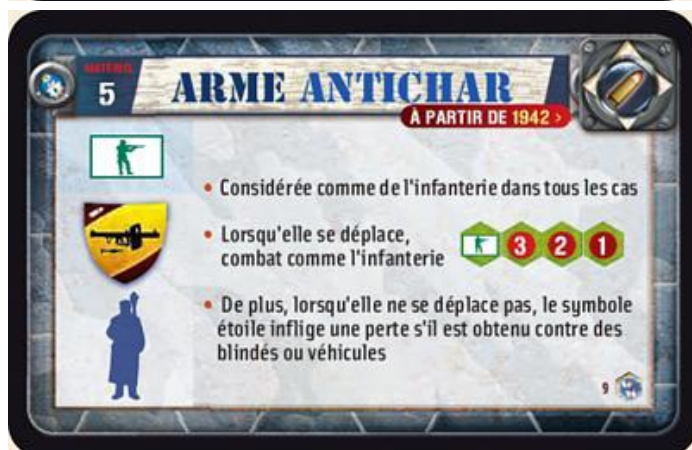 MATÉRIEL
5
ARME ANTICHAR
À PARTIR DE 1942 >
• Considérée comme de l'infanterie dans tous les cas
• Lorsqu'elle se déplace,
combat comme l'infanterie
3 2 1
• De plus, lorsqu'elle ne se déplace pas, le symbole
étoile inflige une perte s'il est obtenu contre des
blindés ou véhicules
9